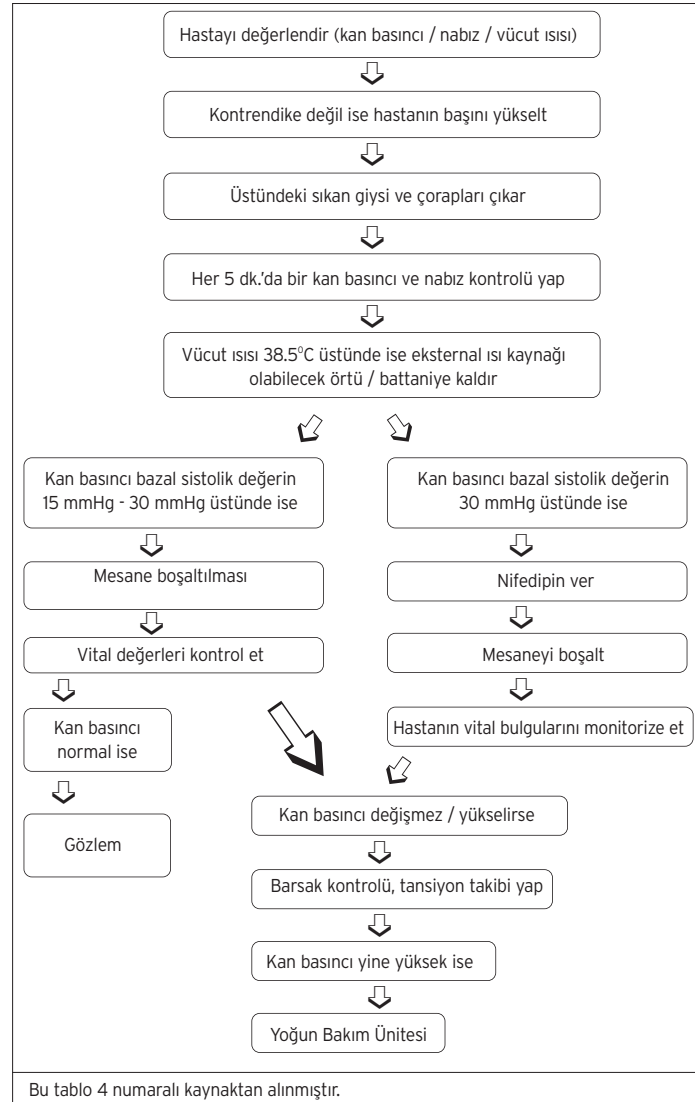 Hastayı değerlendir (kan basıncı / nabız / vücut ısısı)
Kontrendike değil ise hastanın başını yükselt
Üstündeki sıkan giysi ve çorapları çıkar
Her 5 dk.'da bir kan basıncı ve nabız kontrolü yap
Vücut ısısı 38.5⁰C üstünde ise eksternal ısı kaynağı
olabilecek örtü / battaniye kaldır
Kan basıncı bazal sistolik değerin
15 mmHg - 30 mmHg üstünde ise
Mesane boşaltılması
Vital değerleri kontrol et
Kan basıncı
normal ise
Gözlem
Kan basıncı bazal sistolik değerin
30 mmHg üstünde ise
Nifedipin ver
Mesaneyi boşalt
Hastanın vital bulgularını monitorize et
Kan basıncı değişmez / yükselirse
Barsak kontrolü, tansiyon takibi yap
Kan basıncı yine yüksek ise
Yoğun Bakım Ünitesi
Bu tablo 4 numaralı kaynaktan alınmıştır.